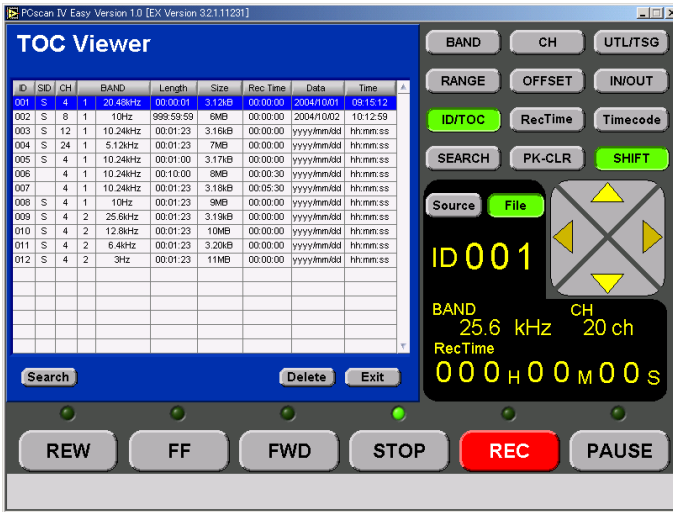 PCscan IV Easy Version 1.0 [EX Version 3.2.1.11231]
TOC Viewer
ID SID CH BAND Length Size Rec Time Data Time
001 S 4 1 20.48kHz 00:00:01 3.12kB 00:00:00 2004/10/01 09:15:12
002 S 8 1 10Hz 999:59:59 6MB 00:00:00 2004/10/02 10:12:59
003 S 12 1 10.24kHz 00:01:23 3.16kB 00:00:00 yyyy/mm/dd hh:mm:ss
004 S 24 1 5.12kHz 00:01:23 7MB 00:00:00 yyyy/mm/dd hh:mm:ss
005 S 4 1 10.24kHz 00:01:00 3.17kB 00:00:00 yyyy/mm/dd hh:mm:ss
006 4 1 10.24kHz 00:10:00 8MB 00:00:30 yyyy/mm/dd hh:mm:ss
007 4 1 10.24kHz 00:01:23 3.18kB 00:05:30 yyyy/mm/dd hh:mm:ss
008 S 4 1 10Hz 00:01:23 9MB 00:00:00 yyyy/mm/dd hh:mm:ss
009 S 4 2 25.6kHz 00:01:23 3.19kB 00:00:00 yyyy/mm/dd hh:mm:ss
010 S 4 2 12.8kHz 00:01:23 10MB 00:00:00 yyyy/mm/dd hh:mm:ss
011 S 4 2 6.4kHz 00:01:23 3.20kB 00:00:00 yyyy/mm/dd hh:mm:ss
012 S 4 2 3Hz 00:01:23 11MB 00:00:00 yyyy/mm/dd hh:mm:ss
Search Delete Exit
BAND CH UTL/TSG
RANGE OFFSET IN/OUT
ID/TOC RecTime Timecode
SEARCH PK-CLR SHIFT
Source File
ID 001
BAND CH
25.6 kHz 20 ch
RecTime
000 H 00 M 00 S
REW FF FWD STOP REC PAUSE